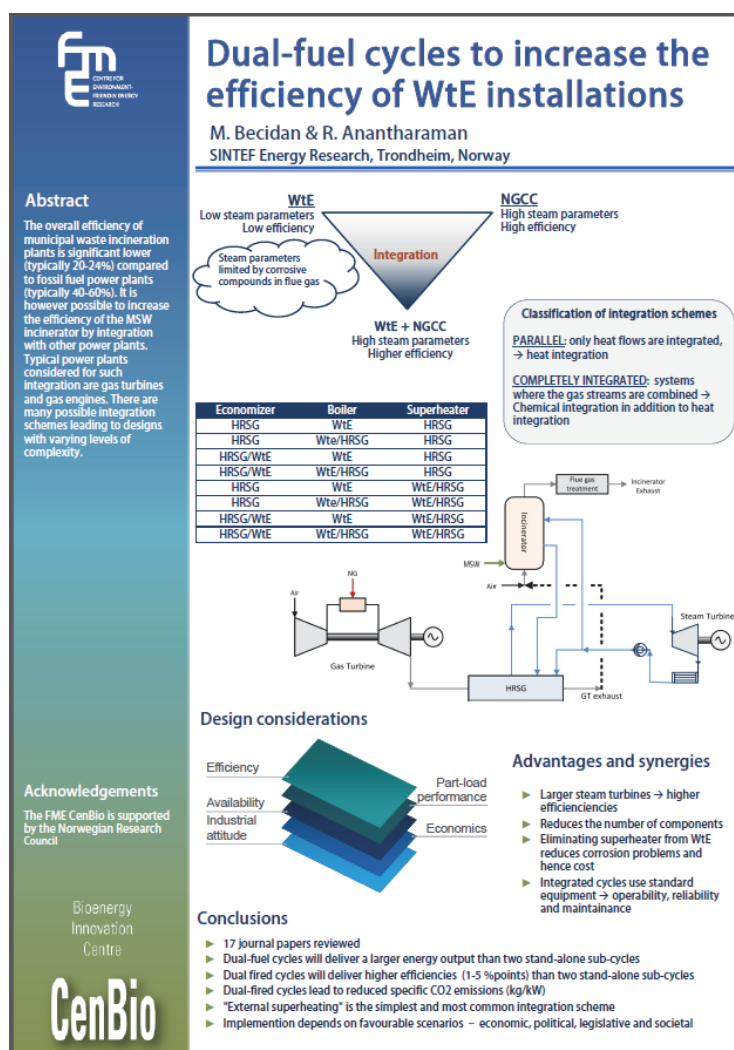 FME
CENTRE FOR
ENVIRONMENT-
FRIENDLY ENERGY
RESEARCH
Dual-fuel cycles to increase the
efficiency of WtE installations
M. Becidan & R. Anantharaman
SINTEF Energy Research, Trondheim, Norway
Abstract
The overall efficiency of
municipal waste incineration
plants is significant lower
(typically 20-24%) compared
to fossil fuel power plants
(typically 40-60%). It is
however possible to increase
the efficiency of the MSW
incinerator by integration
with other power plants.
Typical power plants
considered for such
integration are gas turbines
and gas engines. There are
many possible integration
schemes leading to designs
with varying levels of
complexity.
WtE
Low steam parameters
Low efficiency
NGCC
High steam parameters
High efficiency
Integration
Steam parameters
limited by corrosive
compounds in flue gas
WtE + NGCC
High steam parameters
Higher efficiency
Classification of integration schemes
PARALLEL: only heat flows are integrated,
→ heat integration
COMPLETELY INTEGRATED: systems
where the gas streams are combined →
Chemical integration in addition to heat
integration
Economizer Boiler Superheater
HRSG WtE HRSG
HRSG Wte/HRSG HRSG
HRSG/WtE WtE HRSG
HRSG/WtE WtE/HRSG HRSG
HRSG WtE WtE/HRSG
HRSG Wte/HRSG WtE/HRSG
HRSG/WtE WtE WtE/HRSG
HRSG/WtE WtE/HRSG WtE/HRSG
Flue gas
treatment
Incinerator
Exhaust
Incinerator
MSW
Air
NG
Air
Gas Turbine
Steam Turbine
HRSG
GT exhaust
Design considerations
Efficiency
Availability
Industrial
attitude
Part-load
performance
Economics
Advantages and synergies
Larger steam turbines → higher
efficiencienciesies
Reduces the number of components
Eliminating superheater from WtE
reduces corrosion problems and
hence cost
Integrated cycles use standard
equipment → operability, reliability
and maintainance
Acknowledgements
The FME CenBio is supported
by the Norwegian Research
Council
Bioenergy
Innovation
Centre
CenBio
Conclusions
17 journal papers reviewed
Dual-fuel cycles will deliver a larger energy output than two stand-alone sub-cycles
Dual fired cycles will deliver higher efficiencies (1-5 %points) than two stand-alone sub-cycles
Dual-fired cycles lead to reduced specific CO2 emissions (kg/kW)
"External superheating" is the simplest and most common integration scheme
Implemention depends on favourable scenarios – economic, political, legislative and societal